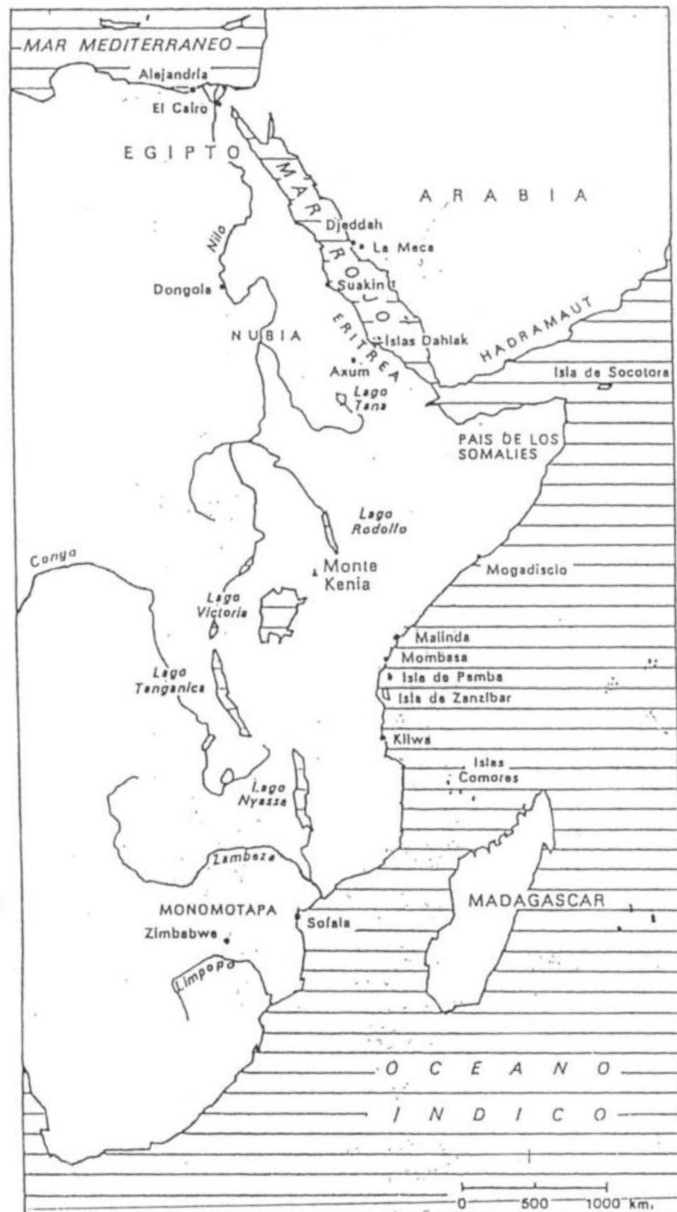 MAR MEDITERRANEO
Alejandría
El Cairo
EGIPTO
MAR ROJO
ARABIA
Djeddah
La Meca
Nilo
Dongola
Suakin
NUBIA
ERITREA
Islas Dahlak
HADRAMAUT
Axum
Isla de Socotora
Lago
Tana
PAIS DE LOS
SOMALIES
Lago
Rodolfo
Congo
Monte
Kenia
Mogadiscio
Lago
Victoria
Malinda
Mombasa
Isla de Pemba
Lago
Tanganica
Isla de Zanzibar
Kilwa
Islas
Comores
Lago
Nyassa
Zambeze
MONOMOTAPA
MADAGASCAR
Sofala
Zimbabwe
Limpopo
OCEANO
INDICO
0 500 1000 km.